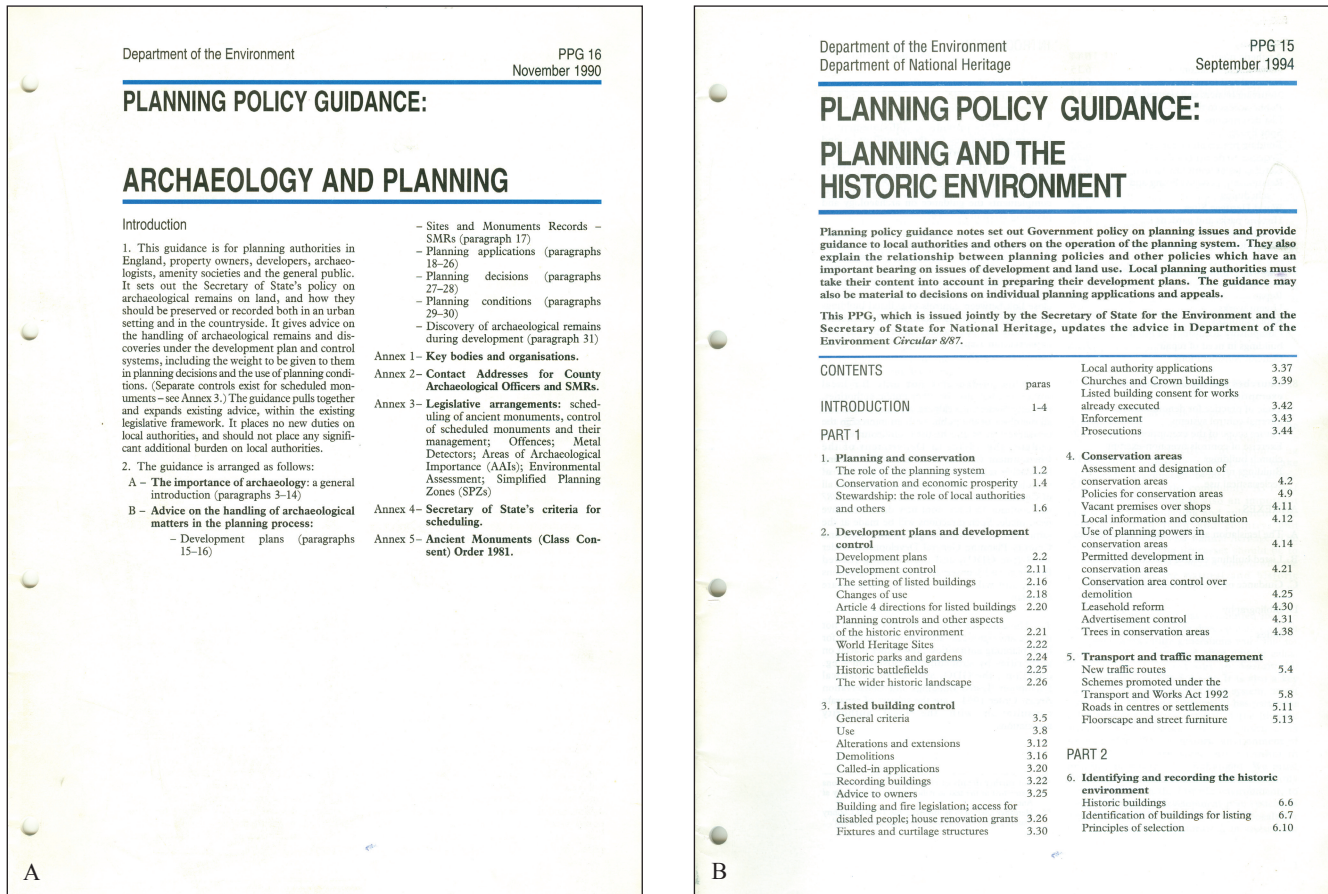 Department of the Environment
PPG 16
November 1990
PLANNING POLICY GUIDANCE:
ARCHAEOLOGY AND PLANNING
Introduction
1. This guidance is for planning authorities in
England, property owners, developers, archaeo-
logists, amenity societies and the general public.
It sets out the Secretary of State's policy on
archaeological remains on land, and how they
should be preserved or recorded both in an urban
setting and in the countryside. It gives advice on
the handling of archaeological remains and dis-
coveries under the development plan and control
systems, including the weight to be given to them
in planning decisions and the use of planning condi-
tions. (Separate controls exist for scheduled mon-
uments – see Annex 3.) The guidance pulls together
and expands existing advice, within the existing
legislative framework. It places no new duties on
local authorities, and should not place any signifi-
cant additional burden on local authorities.
2. The guidance is arranged as follows:
A – The importance of archaeology: a general
introduction (paragraphs 3–14)
B – Advice on the handling of archaeological
matters in the planning process:
– Development plans (paragraphs
15–16)
– Sites and Monuments Records –
SMRs (paragraph 17)
– Planning applications (paragraphs
18–26)
– Planning decisions (paragraphs
27–28)
– Planning conditions (paragraphs
29–30)
– Discovery of archaeological remains
during development (paragraph 31)
Annex 1– Key bodies and organisations.
Annex 2– Contact Addresses for County
Archaeological Officers and SMRs.
Annex 3– Legislative arrangements: sched-
uling of ancient monuments, control
of scheduled monuments and their
management; Offences; Metal
Detectors; Areas of Archaeological
Importance (AAIs); Environmental
Assessment; Simplified Planning
Zones (SPZs)
Annex 4– Secretary of State's criteria for
scheduling.
Annex 5– Ancient Monuments (Class Con-
sent) Order 1981.
A
Department of the Environment
Department of National Heritage
PPG 15
September 1994
PLANNING POLICY GUIDANCE:
PLANNING AND THE
HISTORIC ENVIRONMENT
Planning policy guidance notes set out Government policy on planning issues and provide
guidance to local authorities and others on the operation of the planning system. They also
explain the relationship between planning policies and other policies which have an
important bearing on issues of development and land use. Local planning authorities must
take their content into account in preparing their development plans. The guidance may
also be material to decisions on individual planning applications and appeals.
This PPG, which is issued jointly by the Secretary of State for the Environment and the
Secretary of State for National Heritage, updates the advice in Department of the
Environment Circular 8/87.
CONTENTS
paras
INTRODUCTION 1-4
PART 1
1. Planning and conservation
The role of the planning system 1.2
Conservation and economic prosperity 1.4
Stewardship: the role of local authorities
and others 1.6
2. Development plans and development
control
Development plans 2.2
Development control 2.11
The setting of listed buildings 2.16
Changes of use 2.18
Article 4 directions for listed buildings 2.20
Planning controls and other aspects
of the historic environment 2.21
World Heritage Sites 2.22
Historic parks and gardens 2.24
Historic battlefields 2.25
The wider historic landscape 2.26
3. Listed building control
General criteria 3.5
Use 3.8
Alterations and extensions 3.12
Demolitions 3.16
Called-in applications 3.20
Recording buildings 3.22
Advice to owners 3.25
Building and fire legislation; access for
disabled people; house renovation grants 3.26
Fixtures and curtilage structures 3.30
Local authority applications 3.37
Churches and Crown buildings 3.39
Listed building consent for works
already executed 3.42
Enforcement 3.43
Prosecutions 3.44
4. Conservation areas
Assessment and designation of
conservation areas 4.2
Policies for conservation areas 4.9
Vacant premises over shops 4.11
Local information and consultation 4.12
Use of planning powers in
conservation areas 4.14
Permitted development in
conservation areas 4.21
Conservation area control over
demolition 4.25
Leasehold reform 4.30
Advertisement control 4.31
Trees in conservation areas 4.38
5. Transport and traffic management
New traffic routes 5.4
Schemes promoted under the
Transport and Works Act 1992 5.8
Roads in centres or settlements 5.11
Floorscape and street furniture 5.13
PART 2
6. Identifying and recording the historic
environment
Historic buildings 6.6
Identification of buildings for listing 6.7
Principles of selection 6.10
B